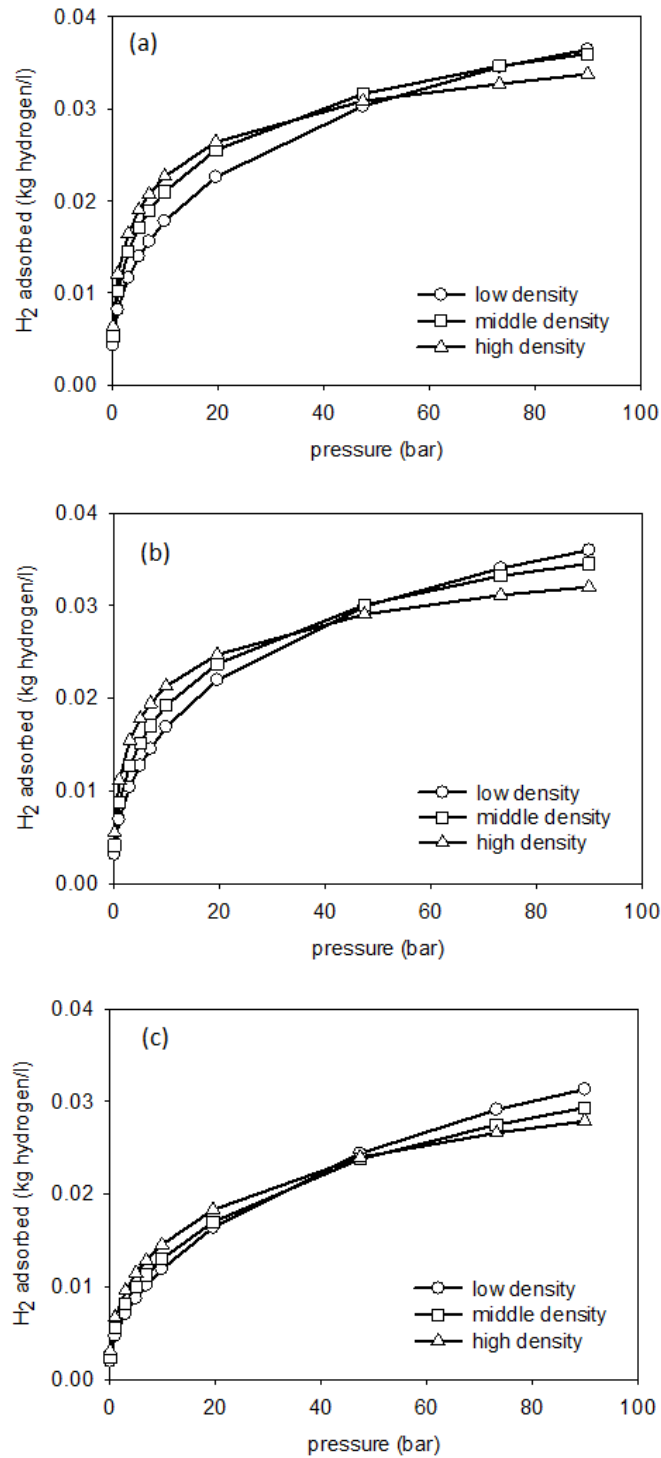 (a)
0.04
0.03
0.02
0.01
0.00
H2 adsorbed (kg hydrogen/l)
low density
middle density
high density
0 20 40 60 80 100
pressure (bar)
(b)
0.04
0.03
0.02
0.01
0.00
H2 adsorbed (kg hydrogen/l)
low density
middle density
high density
0 20 40 60 80 100
pressure (bar)
(c)
0.04
0.03
0.02
0.01
0.00
H2 adsorbed (kg hydrogen/l)
low density
middle density
high density
0 20 40 60 80 100
pressure (bar)